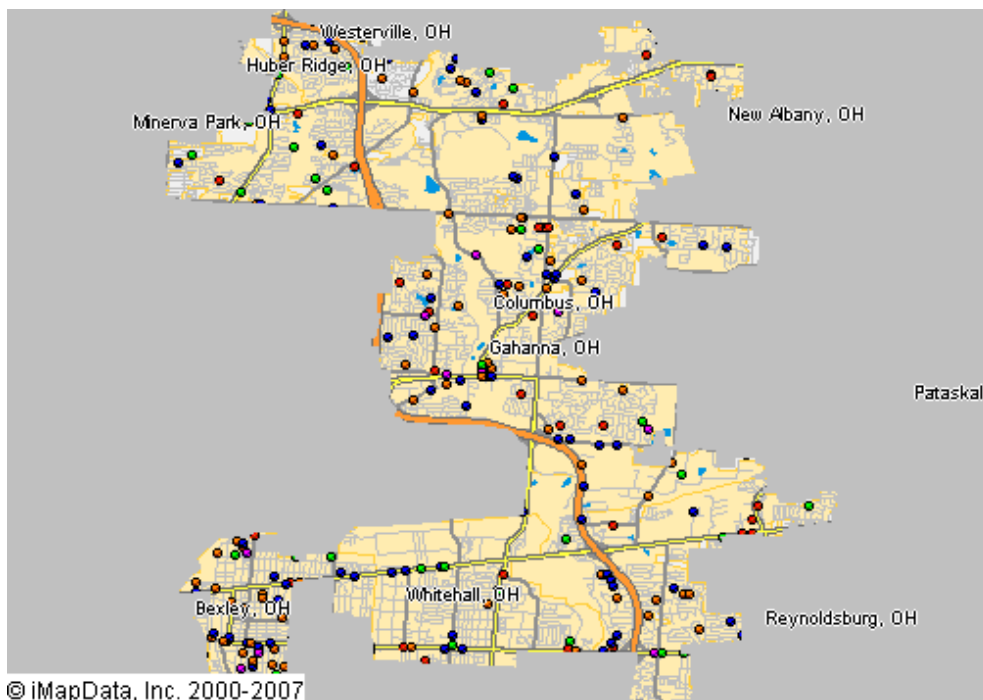 Westerville, OH
Huber Ridge, OH
New Albany, OH
Minerva Park, OH
Columbus, OH
Gahanna, OH
Pataskal
Whitehall, OH
Bexley, OH
Reynoldsburg, OH
© iMapData, Inc. 2000-2007